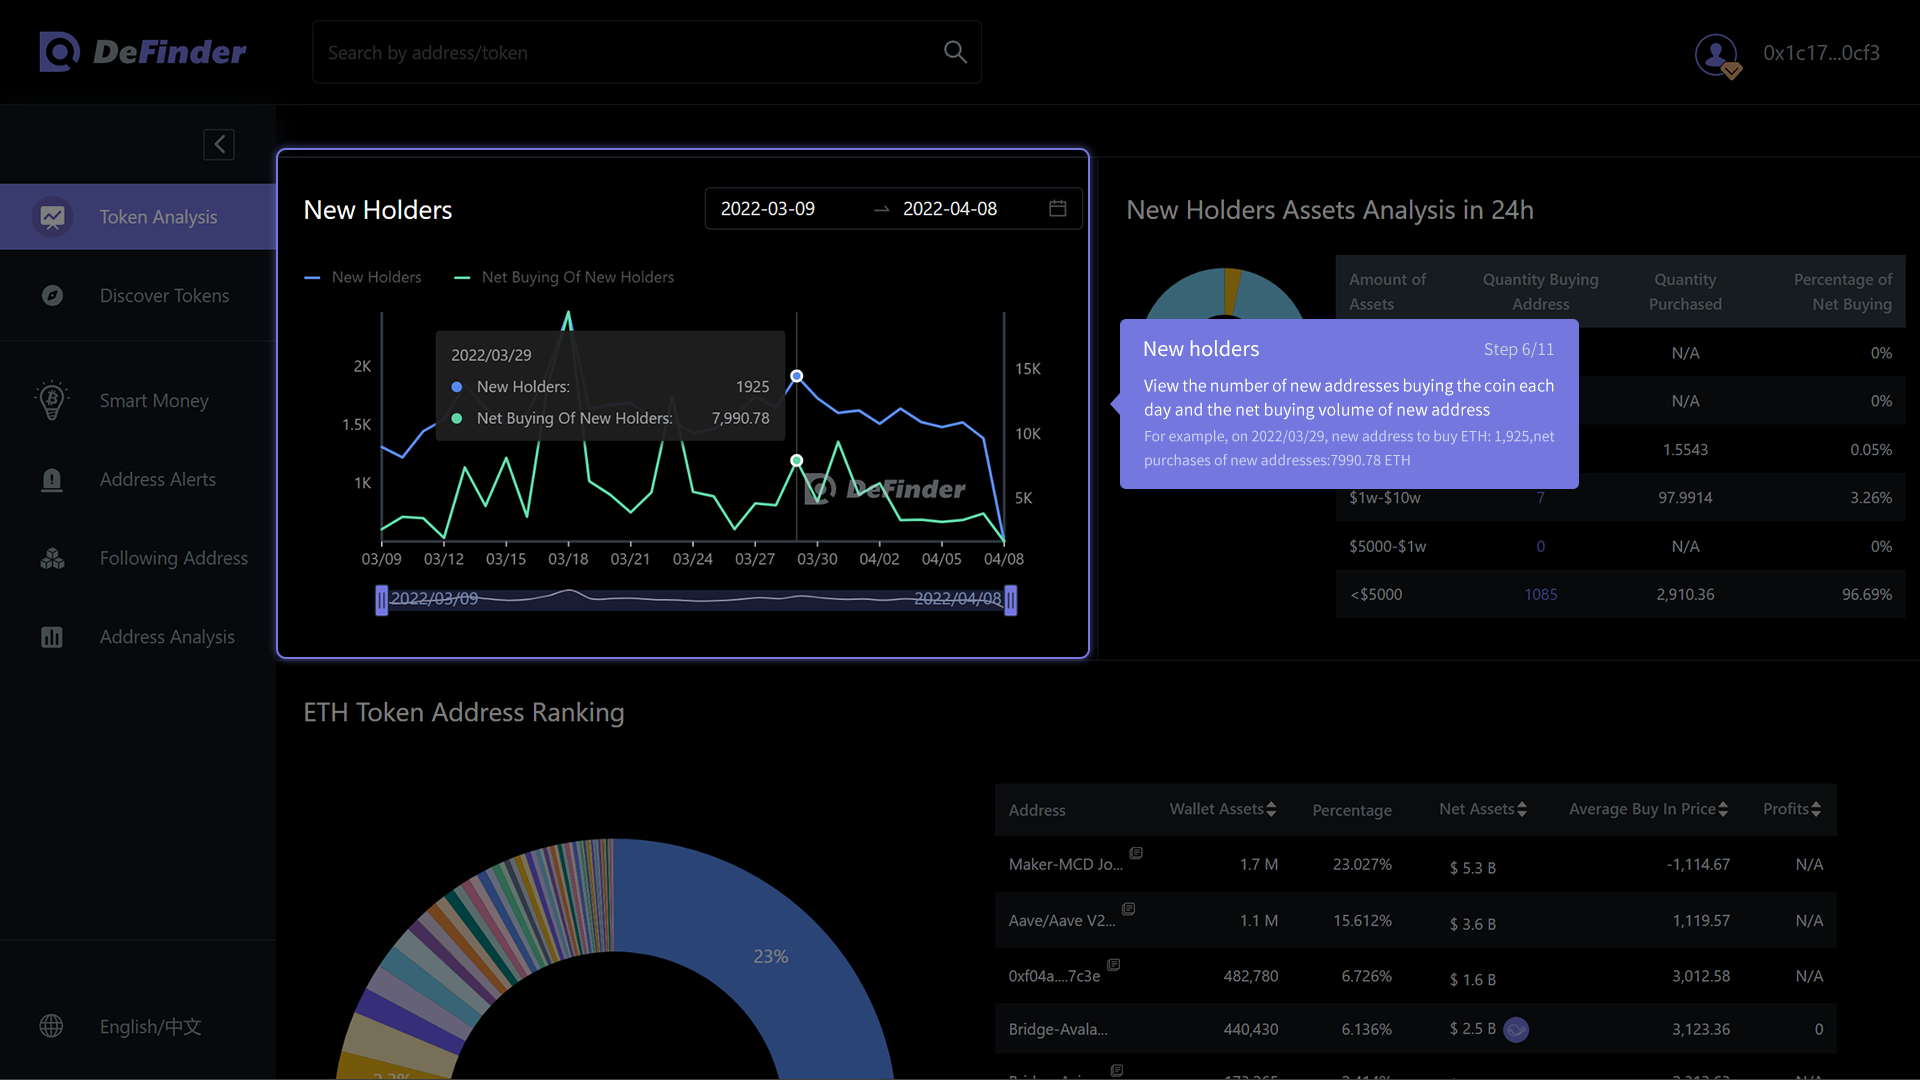 DeFinder
Search by address/token
0x1c17...0cf3
Token Analysis
Discover Tokens
Smart Money
Address Alerts
Following Address
Address Analysis
English/中文
New Holders
2022-03-09 → 2022-04-08
New Holders
Net Buying Of New Holders
2K
1.5K
1K
15K
10K
5K
2022/03/29
New Holders: 1925
Net Buying Of New Holders: 7,990.78
DeFinder
03/09 03/12 03/15 03/18 03/21 03/24 03/27 03/30 04/02 04/05 04/08
2022/03/09 2022/04/08
New Holders Assets Analysis in 24h
Amount of Assets Quantity Buying Address Quantity Purchased Percentage of Net Buying
N/A 0%
N/A 0%
1.5543 0.05%
$1w-$10w 7 97.9914 3.26%
$5000-$1w 0 N/A 0%
<$5000 1085 2,910.36 96.69%
New holders
Step 6/11
View the number of new addresses buying the coin each
day and the net buying volume of new address
For example, on 2022/03/29, new address to buy ETH: 1,925,net
purchases of new addresses:7990.78 ETH
ETH Token Address Ranking
23%
Address Wallet Assets Percentage Net Assets Average Buy In Price Profits
Maker-MCD Jo... 1.7 M 23.027% $ 5.3 B -1,114.67 N/A
Aave/Aave V2... 1.1 M 15.612% $ 3.6 B 1,119.57 N/A
0xf04a....7c3e 482,780 6.726% $ 1.6 B 3,012.58 N/A
Bridge-Avala... 440,430 6.136% $ 2.5 B 3,123.36 0